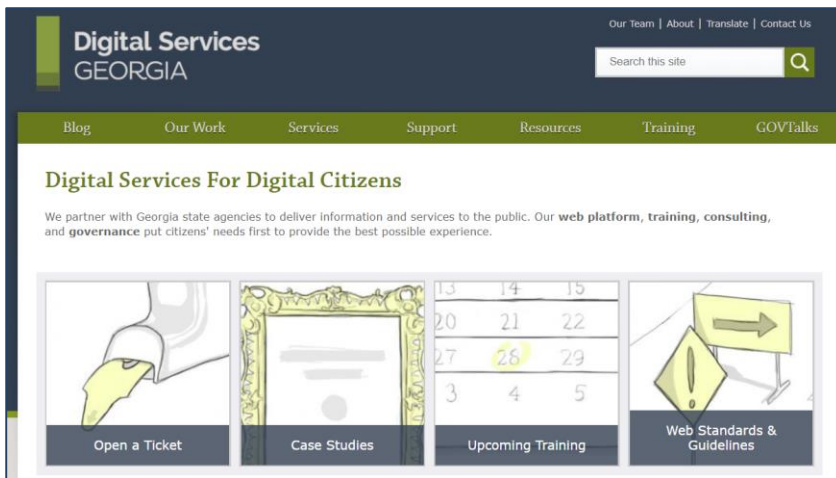 Our Team | About | Translate | Contact Us
Digital Services
GEORGIA
Search this site
Blog Our Work Services Support Resources Training GOVTalks
Digital Services For Digital Citizens
We partner with Georgia state agencies to deliver information and services to the public. Our web platform, training, consulting,
and governance put citizens' needs first to provide the best possible experience.
13 14 15
20 21 22
27 28 29
3 4 5
!
Open a Ticket
Case Studies
Upcoming Training
Web Standards &
Guidelines